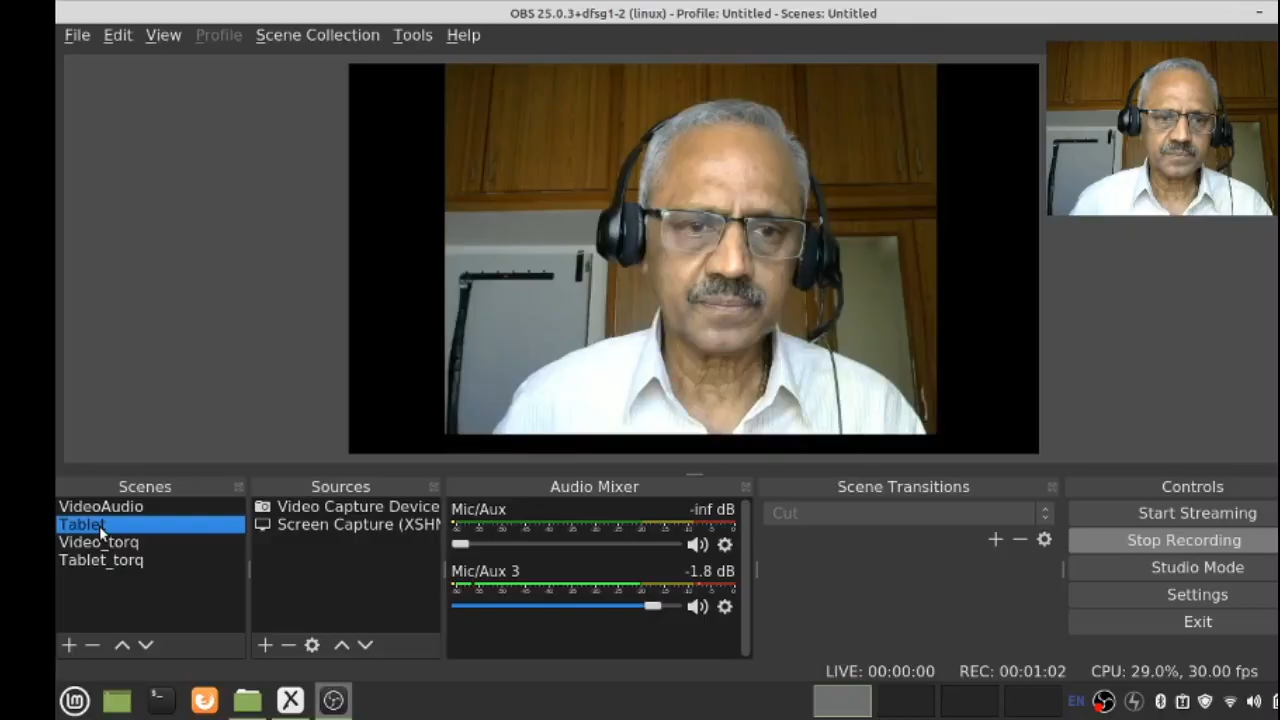 OBS 25.0.3+dfsg1-2 (linux) - Profile: Untitled - Scenes: Untitled
File Edit View Profile Scene Collection Tools Help
Scenes
VideoAudio
Tablet
Video_torq
Tablet_torq
Sources
Video Capture Device
Screen Capture (XSHM
Audio Mixer
Mic/Aux -inf dB
Mic/Aux 3 -1.8 dB
Scene Transitions
Cut
Controls
Start Streaming
Stop Recording
Studio Mode
Settings
Exit
LIVE: 00:00:00 REC: 00:01:02 CPU: 29.0%, 30.00 fps
EN